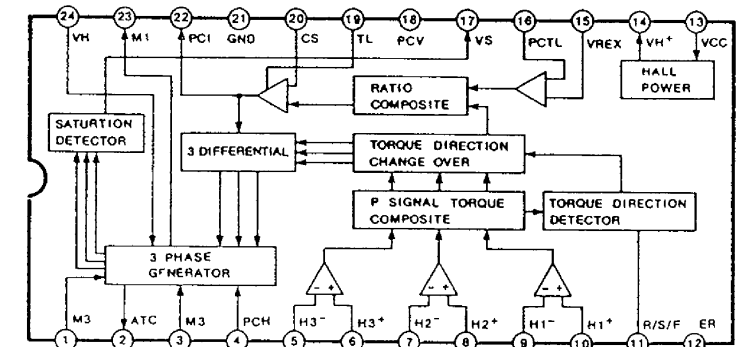 24 23 22 21 20 19 18 17 16 15 14 13
VH M1 PCI GND CS TL PCV VS PCTL VREX VH+ VCC
HALL
POWER
RATIO
COMPOSITE
SATURTION
DETECTOR
3 DIFFERENTIAL
TORQUE DIRECTION
CHANGE OVER
P SIGNAL TORQUE
COMPOSITE
TORQUE DIRECTION
DETECTOR
3 PHASE
GENERATOR
- + - + - +
M3 ATC M3 PCH H3- H3+ H2- H2+ H1- H1+ R/S/F ER
1 2 3 4 5 6 7 8 9 10 11 12